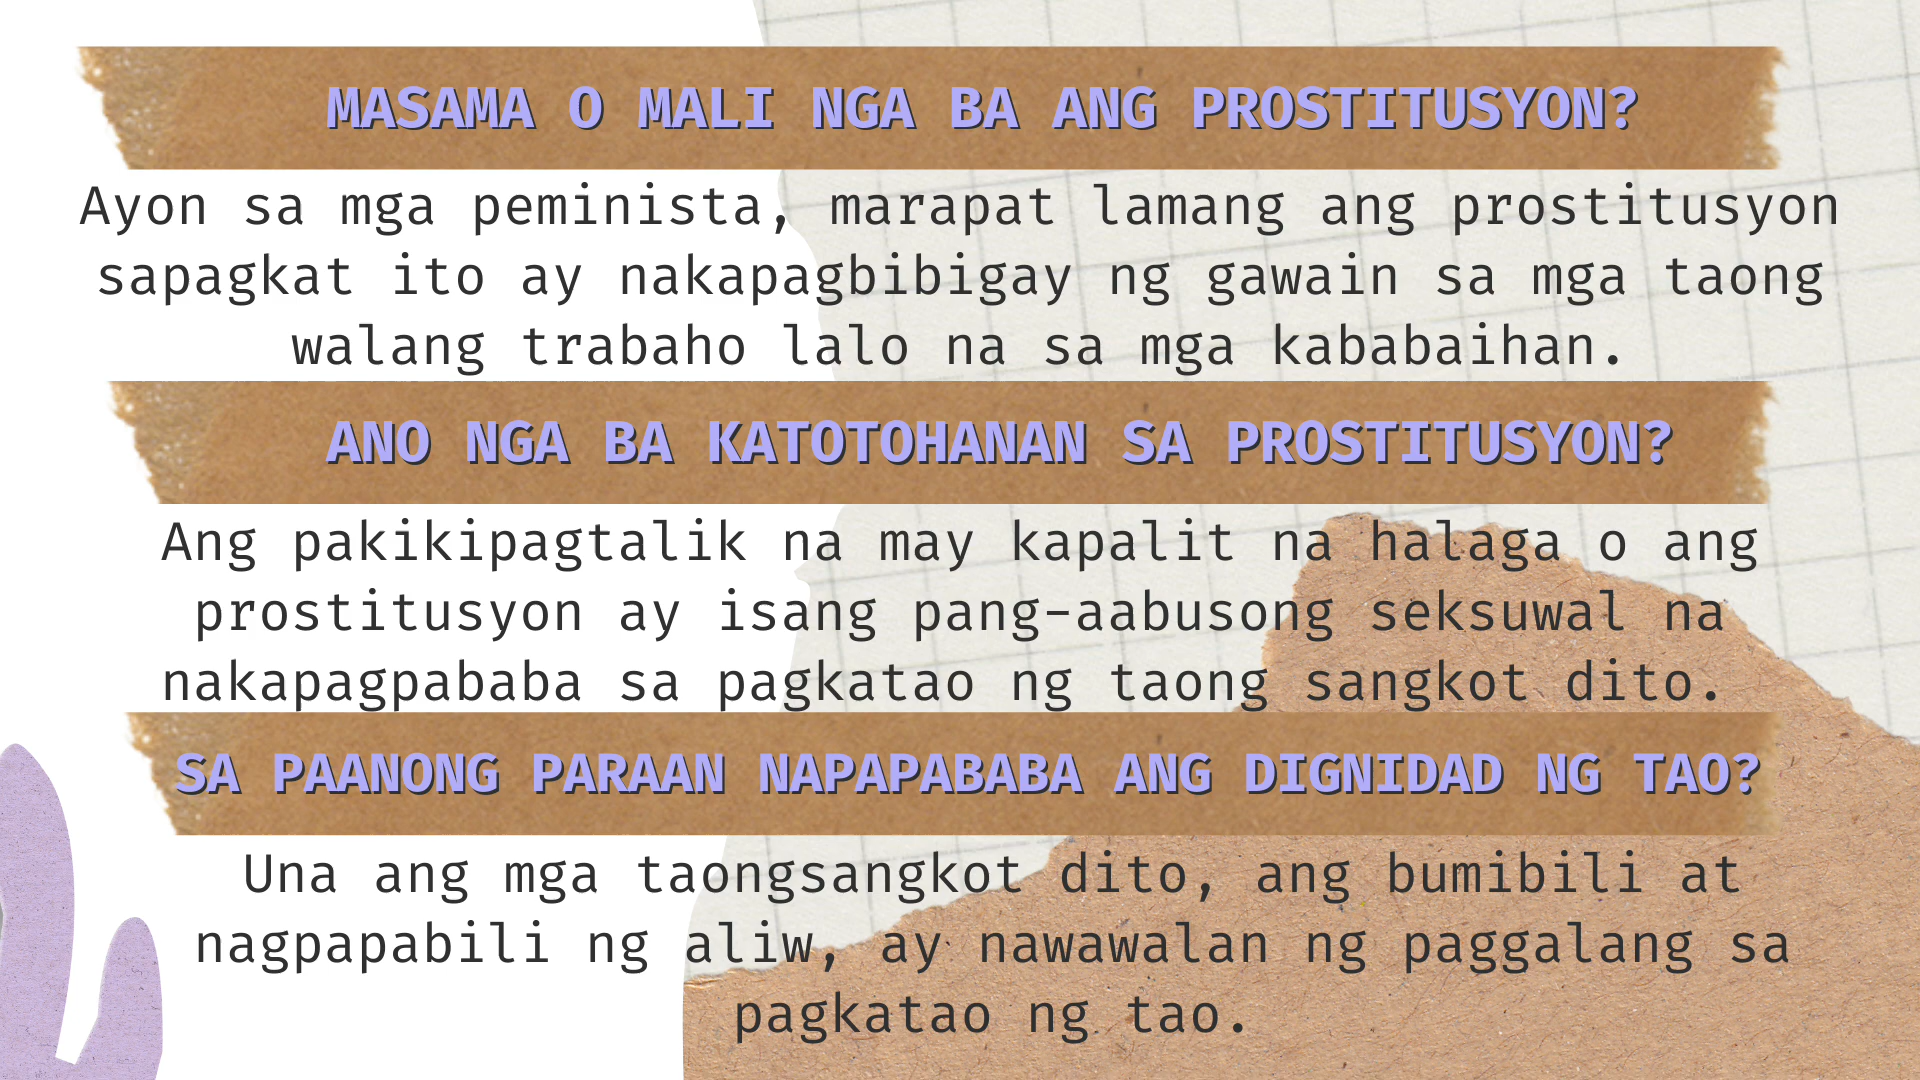 MASAMA O MALI NGA BA ANG PROSTITUSYON?
Ayon sa mga peminista, marapat lamang ang prostitusyon
sapagkat ito ay nakapagbibigay ng gawain sa mga taong
walang trabaho lalo na sa mga kababaihan.
ANO NGA BA KATOTOHANAN SA PROSTITUSYON?
Ang pakikipagtalik na may kapalit na halaga o ang
prostitusyon ay isang pang-aabusong seksuwal na
nakapagpababa sa pagkatao ng taong sangkot dito.
SA PAANONG PARAAN NAPAPABABA ANG DIGNIDAD NG TAO?
Una ang mga taongsangkot dito, ang bumibili at
nagpapabili ng aliw, ay nawawalan ng paggalang sa
pagkatao ng tao.